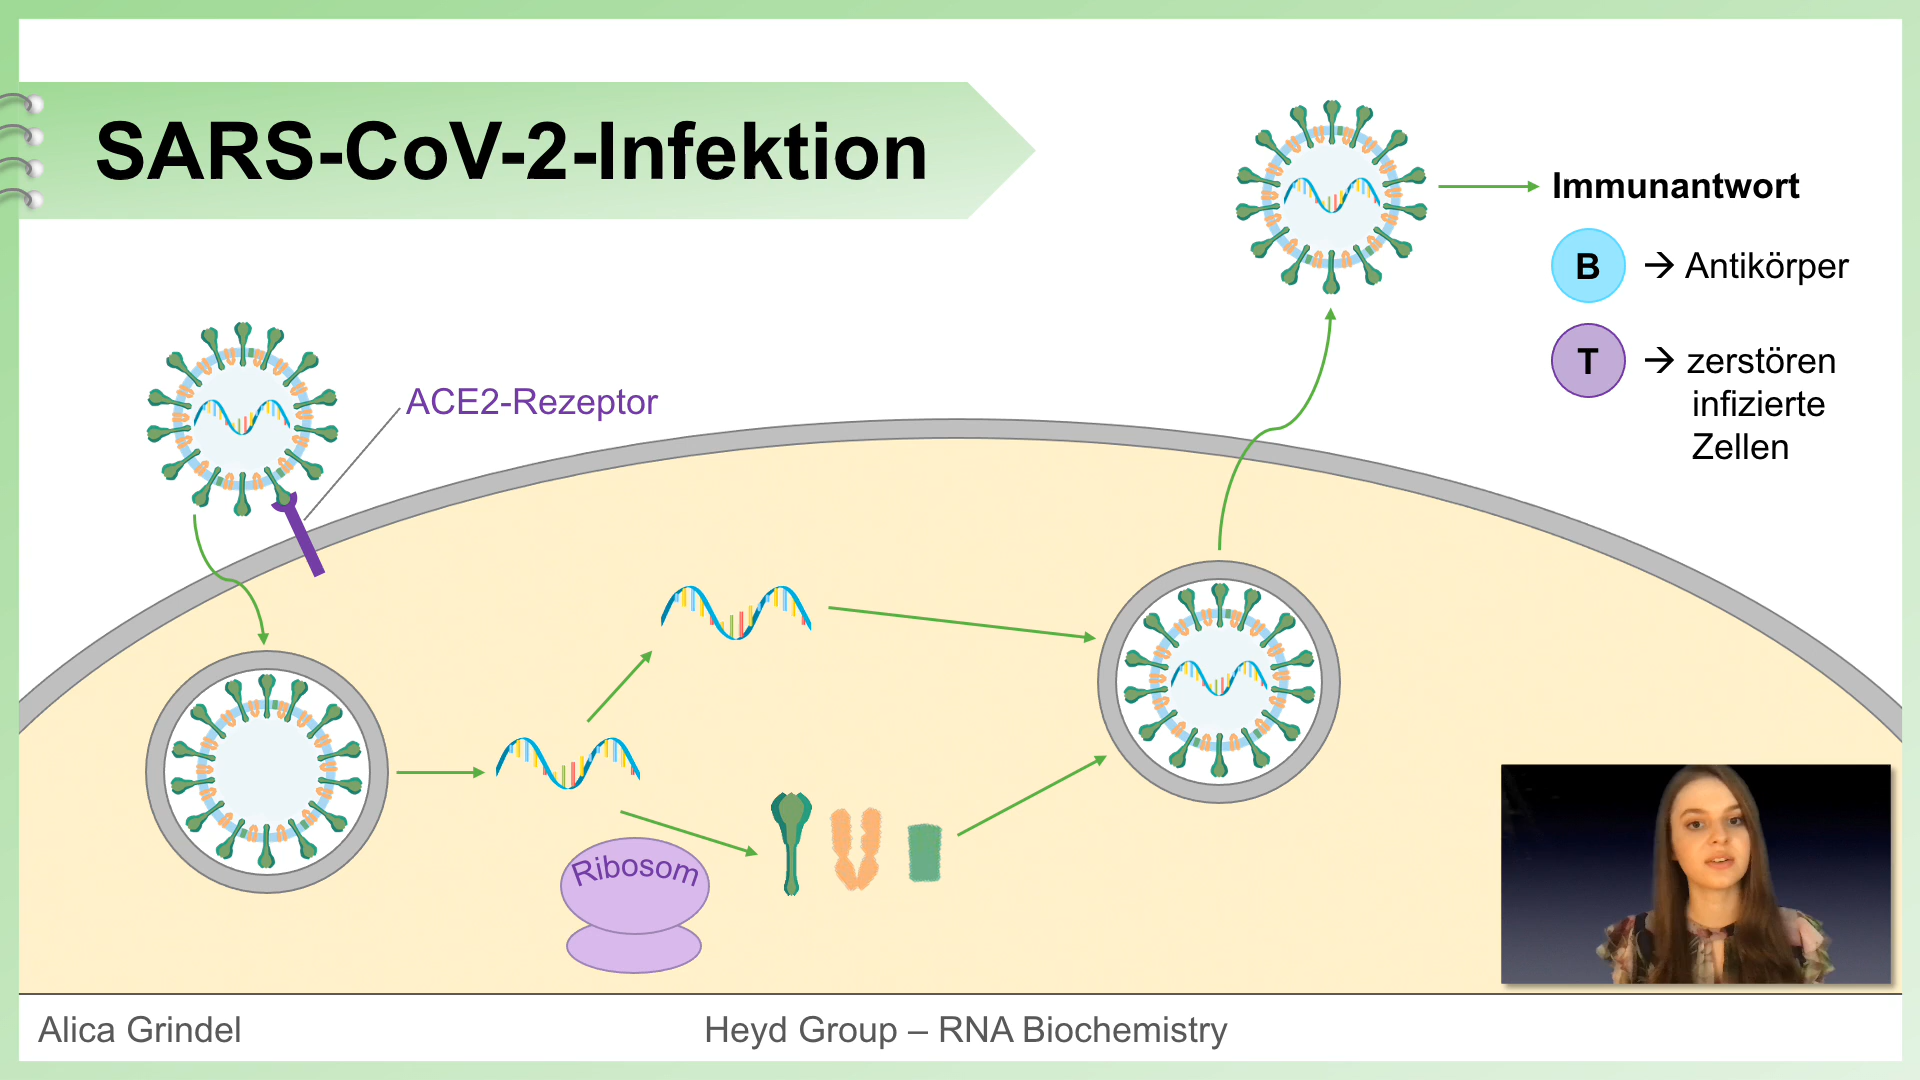 SARS-CoV-2-Infektion
Immunantwort
B → Antikörper
T → zerstören
infizierte
Zellen
ACE2-Rezeptor
Ribosom
Alica Grindel
Heyd Group – RNA Biochemistry